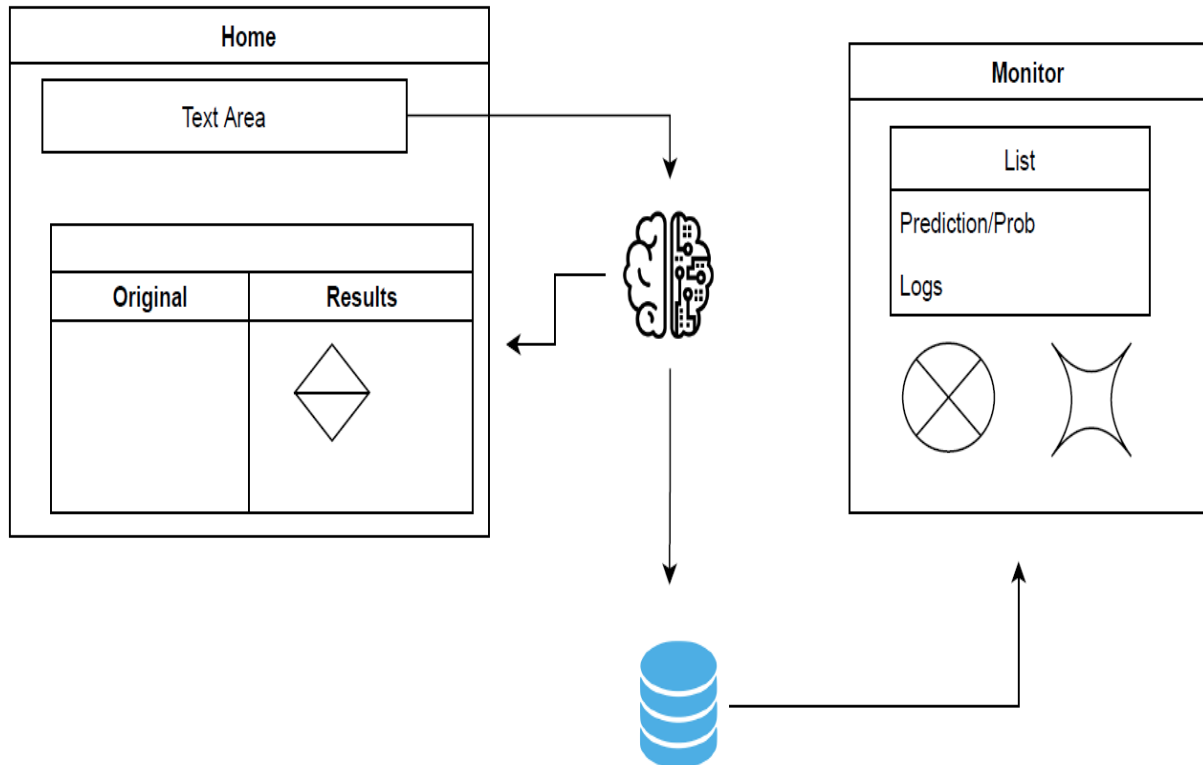 Home
Text Area
Original
Results
Monitor
List
Prediction/Prob
Logs